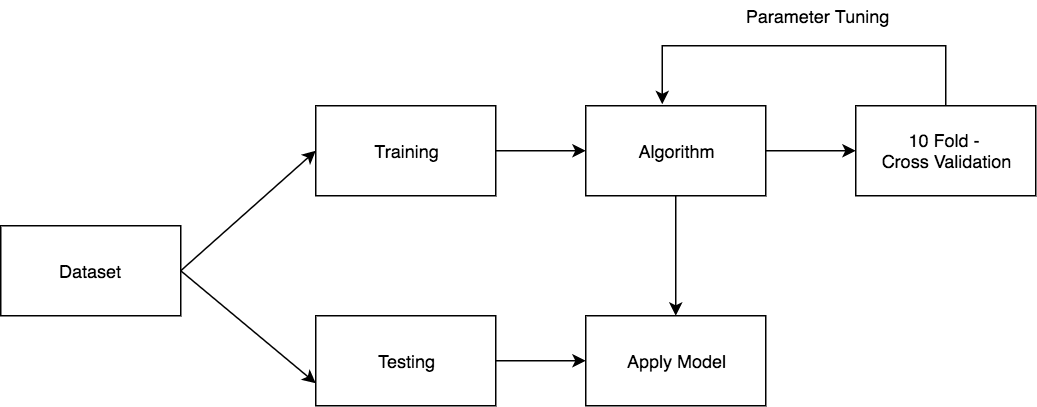 Parameter Tuning
Training
Algorithm
10 Fold -
Cross Validation
Dataset
Testing
Apply Model